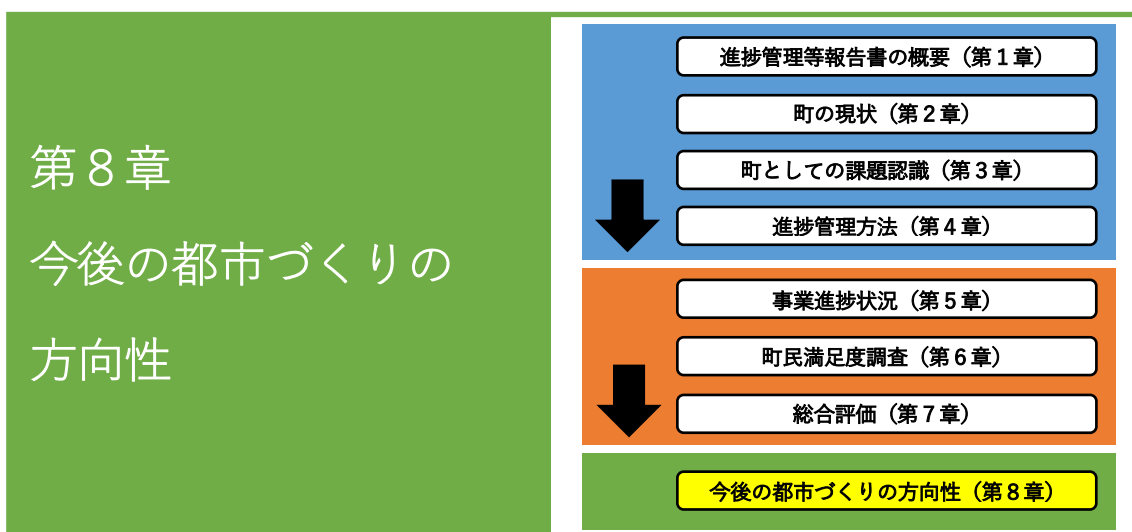 第８章
今後の都市づくりの
方向性
進捗管理等報告書の概要（第１章）
町の現状（第２章）
町としての課題認識（第３章）
進捗管理方法（第４章）
事業進捗状況（第５章）
町民満足度調査（第６章）
総合評価（第７章）
今後の都市づくりの方向性（第８章）